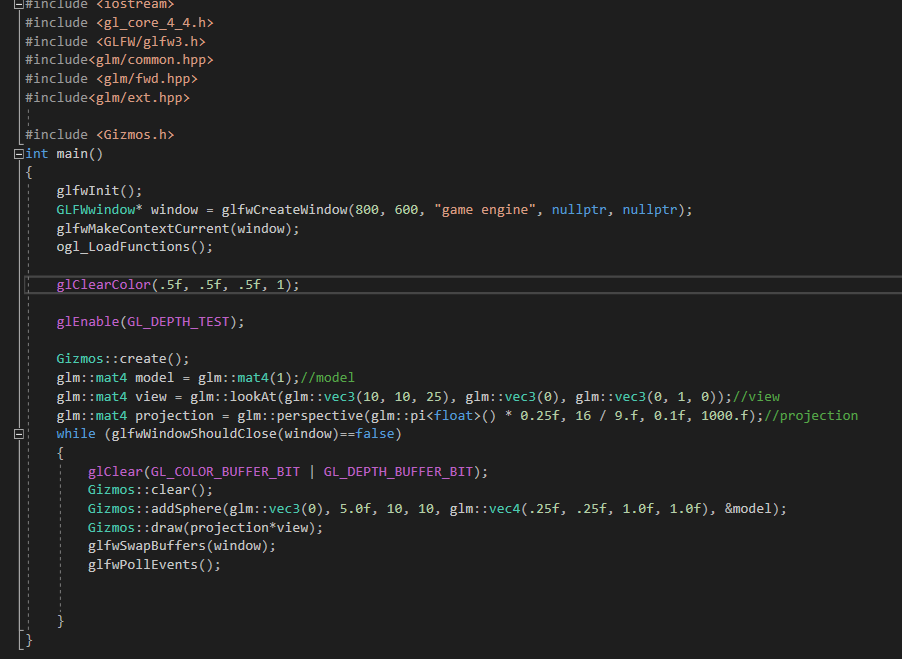 #include <iostream>
#include <gl_core_4_4.h>
#include <GLFW/glfw3.h>
#include<glm/common.hpp>
#include <glm/fwd.hpp>
#include<glm/ext.hpp>
#include <Gizmos.h>
int main()
{
glfwInit();
GLFWwindow* window = glfwCreateWindow(800, 600, "game engine", nullptr, nullptr);
glfwMakeContextCurrent(window);
ogl_LoadFunctions();
glClearColor(.5f, .5f, .5f, 1);
glEnable(GL_DEPTH_TEST);
Gizmos::create();
glm::mat4 model = glm::mat4(1);//model
glm::mat4 view = glm::lookAt(glm::vec3(10, 10, 25), glm::vec3(0), glm::vec3(0, 1, 0));//view
glm::mat4 projection = glm::perspective(glm::pi<float>() * 0.25f, 16 / 9.f, 0.1f, 1000.f);//projection
while (glfwWindowShouldClose(window)==false)
{
glClear(GL_COLOR_BUFFER_BIT | GL_DEPTH_BUFFER_BIT);
Gizmos::clear();
Gizmos::addSphere(glm::vec3(0), 5.0f, 10, 10, glm::vec4(.25f, .25f, 1.0f, 1.0f), &model);
Gizmos::draw(projection*view);
glfwSwapBuffers(window);
glfwPollEvents();
}
}